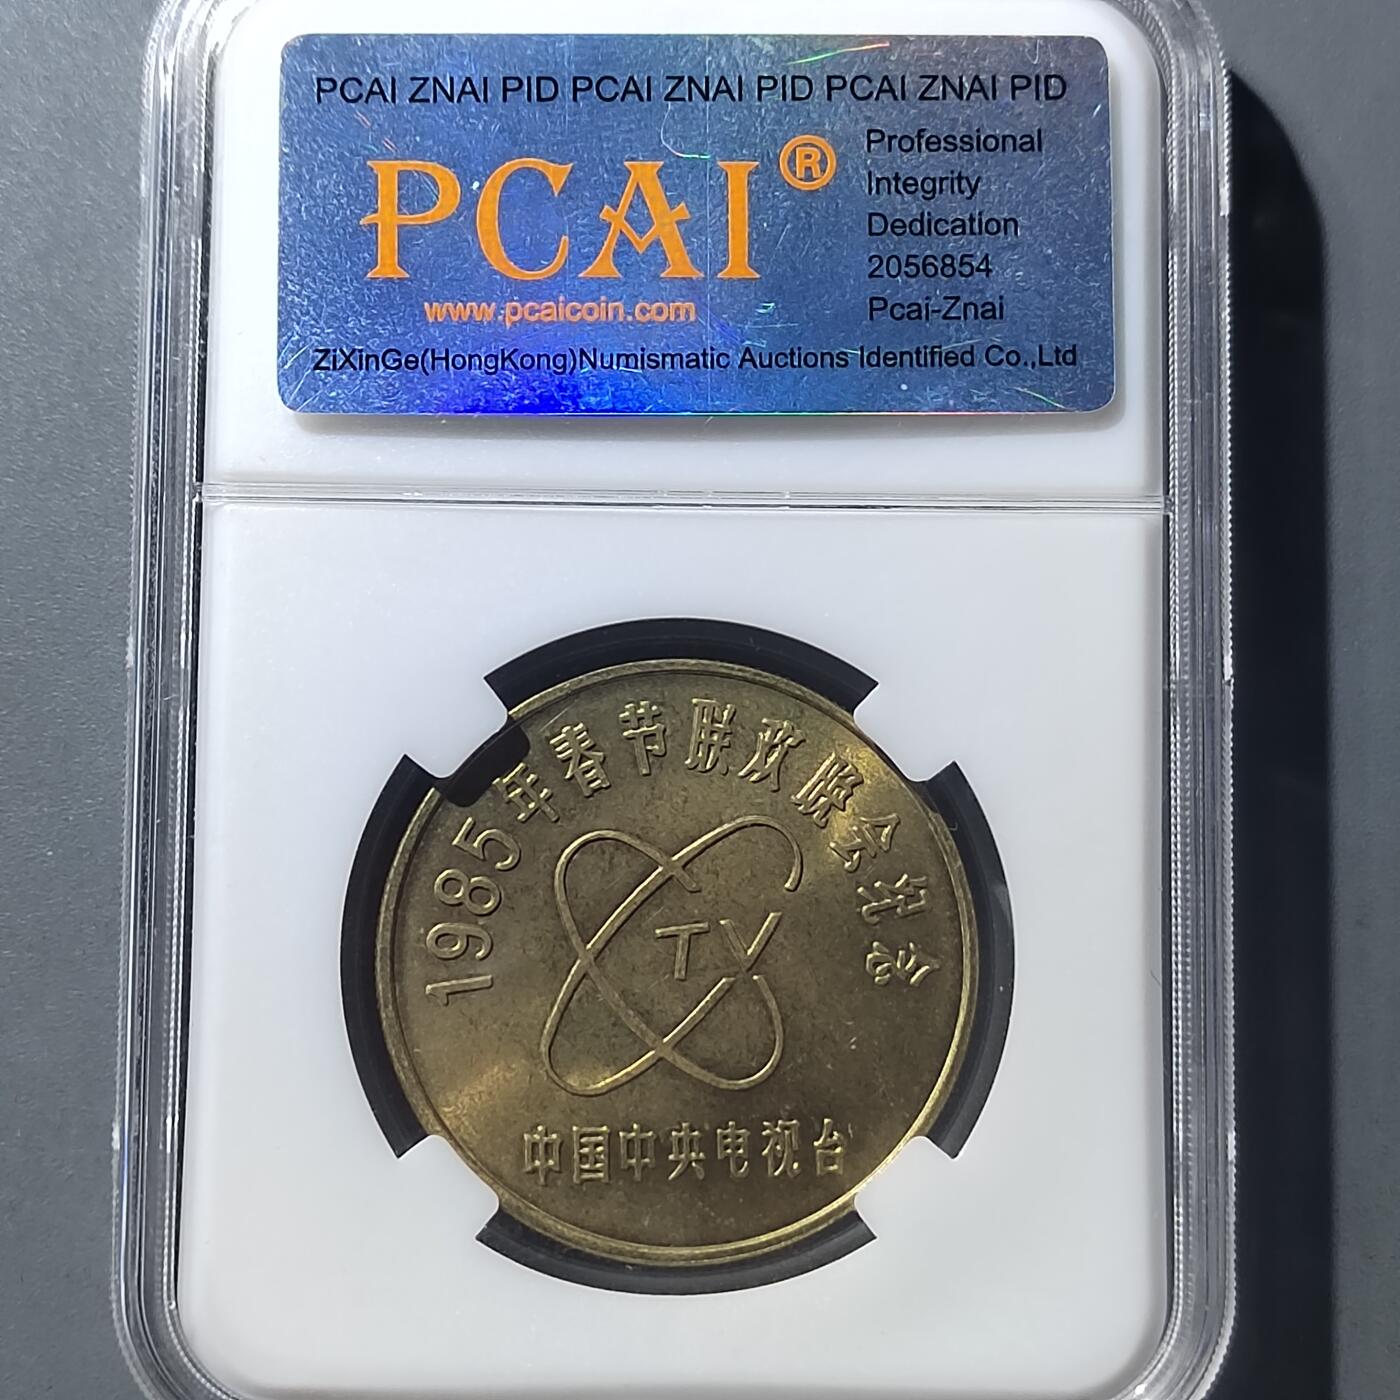 PCAI ZNAI PID PCAI ZNAI PID PCAI ZNAI PID
PCAI®
www.pcaicoin.com
Professional
Integrity
Dedication
2056854
Pcai-Znai
ZiXinGe(HongKong)Numismatic Auctions Identified Co.,Ltd
1985年春节联欢晚会纪念
TV
中国中央电视台